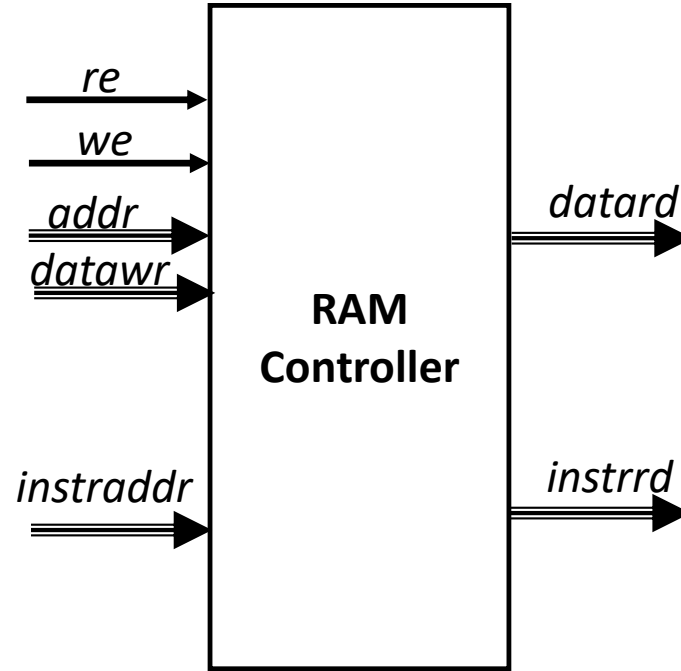 re
we
addr
datard
datawr
RAM
Controller
instraddr
instrrd